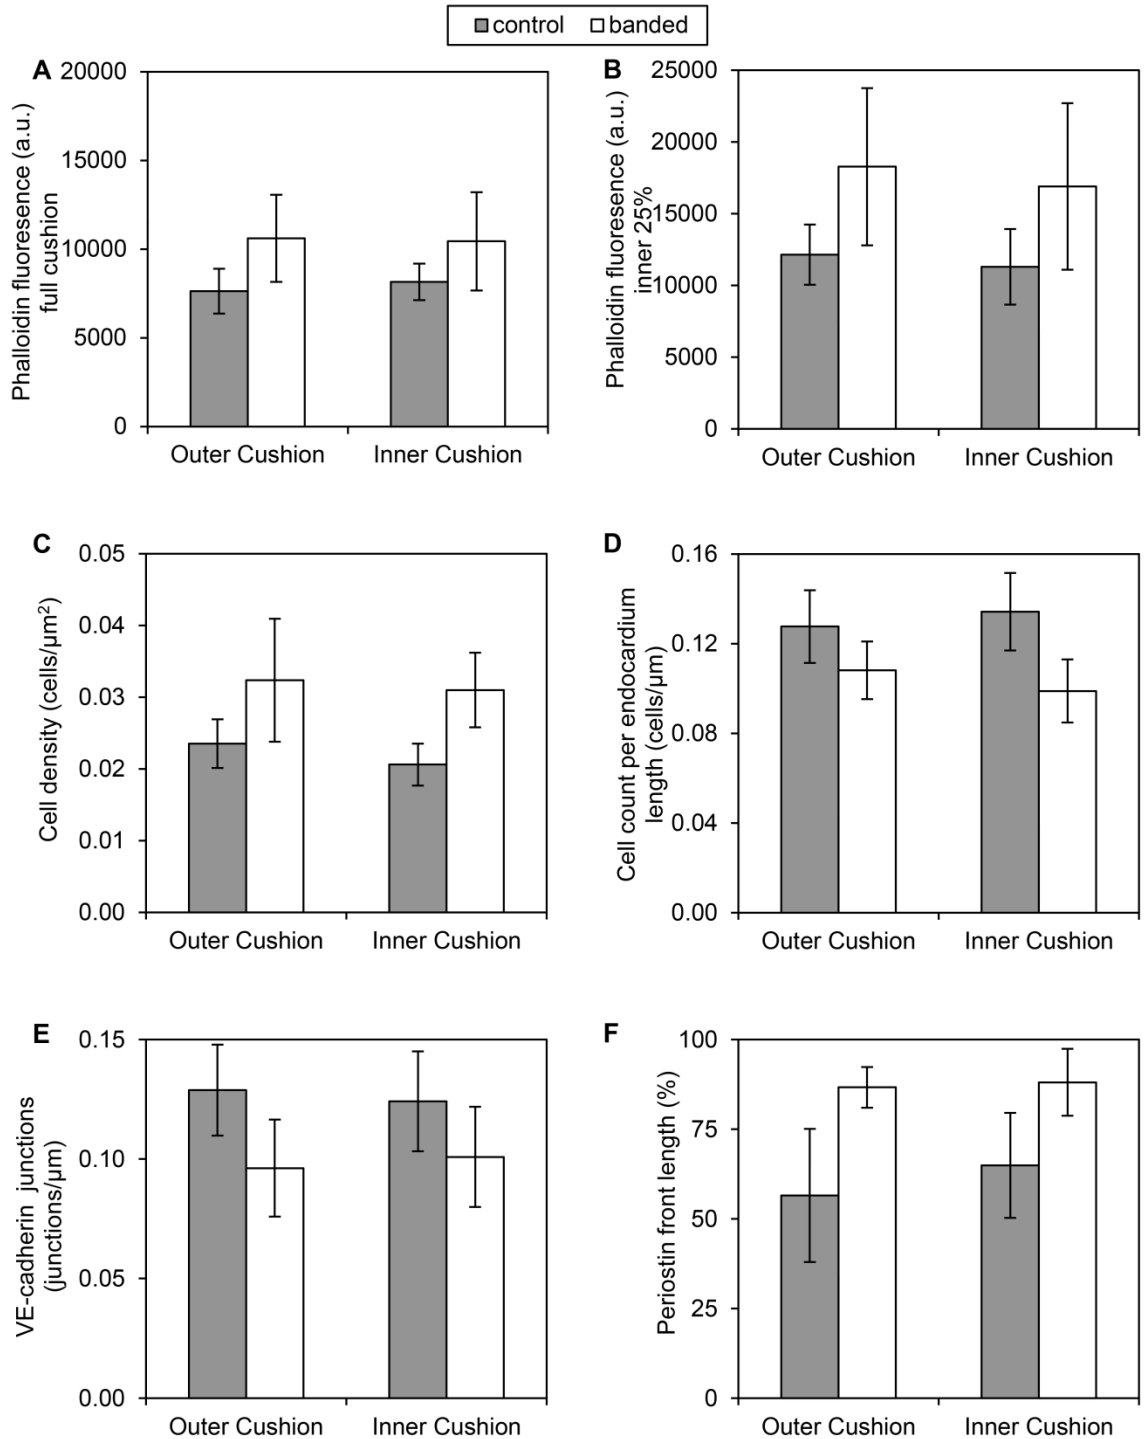 control banded
A
Phalloidin fluoresence (a.u.)
full cushion
20000
15000
10000
5000
0
Outer Cushion Inner Cushion
B
Phalloidin fluoresence (a.u.)
inner 25%
25000
20000
15000
10000
5000
0
Outer Cushion Inner Cushion
C
Cell density (cells/µm²)
0.05
0.04
0.03
0.02
0.01
0.00
Outer Cushion Inner Cushion
D
Cell count per endocardium
length (cells/µm)
0.16
0.12
0.08
0.04
0.00
Outer Cushion Inner Cushion
E
VE-cadherin junctions
(junctions/µm)
0.15
0.10
0.05
0.00
Outer Cushion Inner Cushion
F
Periostin front length (%)
100
75
50
25
0
Outer Cushion Inner Cushion